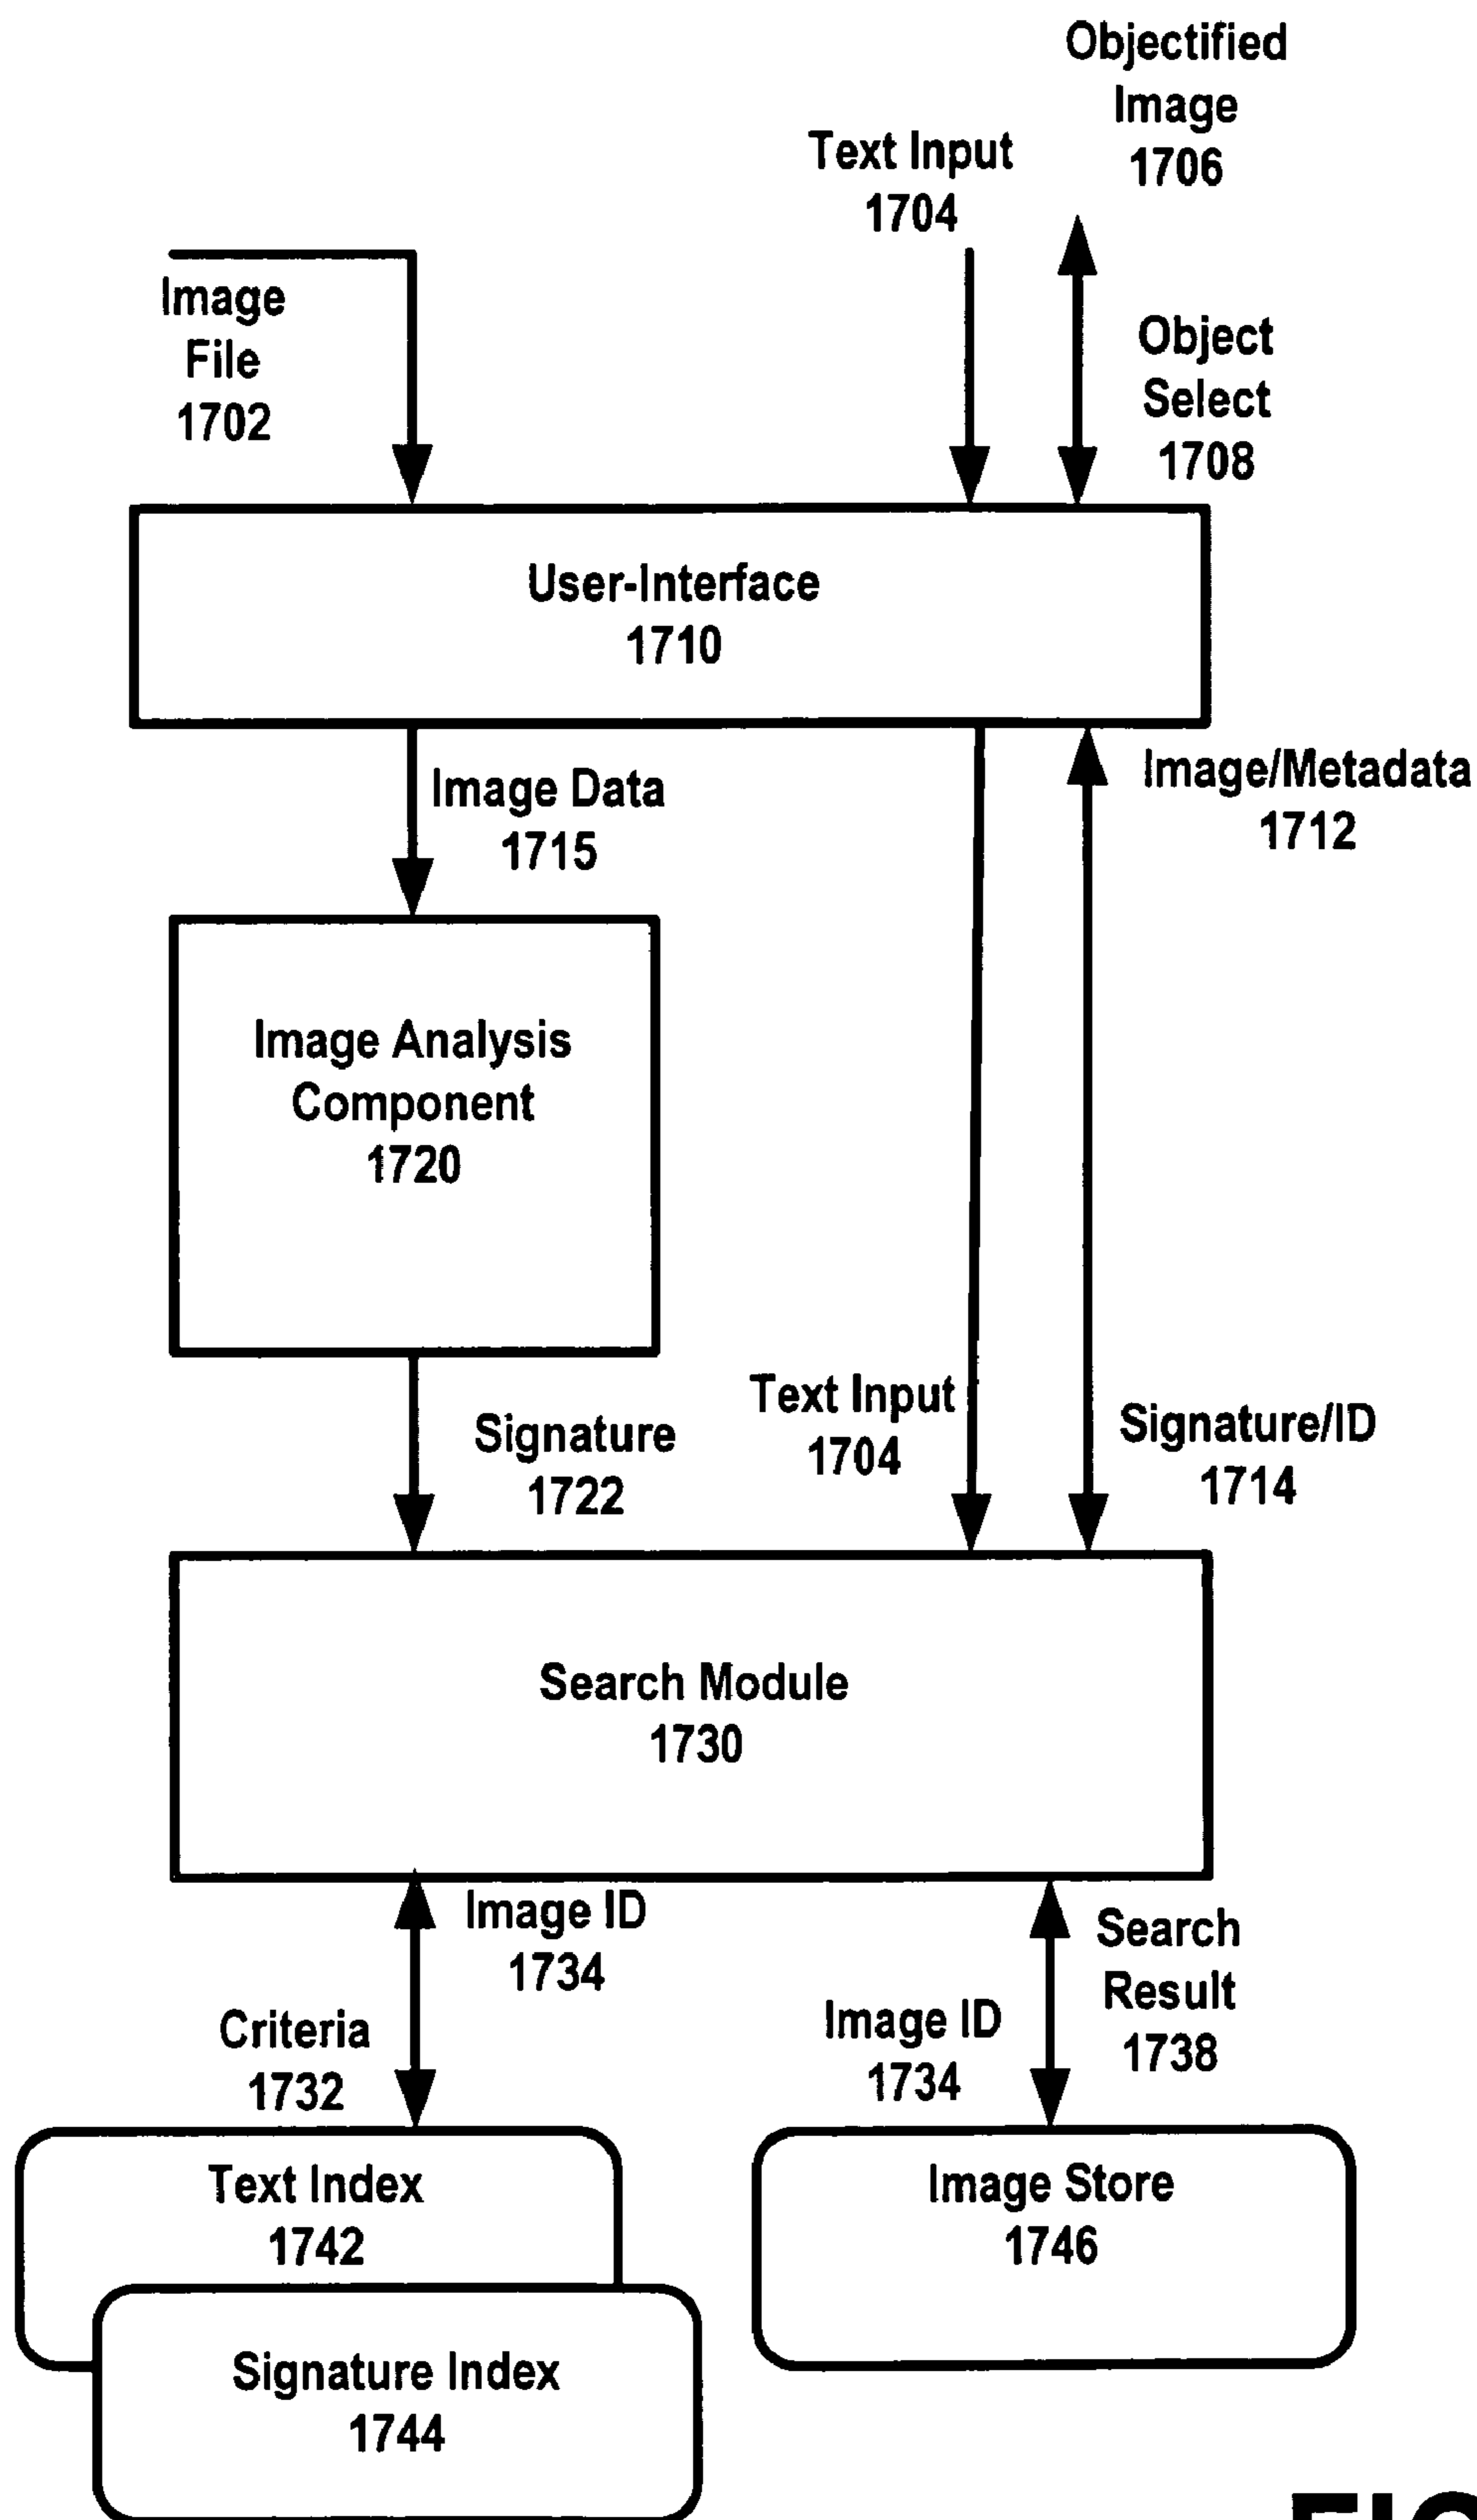 Objectified
Image
1706
Text Input
1704
Image
File
1702
Object
Select
1708
User-Interface
1710
Image Data
1715
Image/Metadata
1712
Image Analysis
Component
1720
Signature
1722
Text Input
1704
Signature/ID
1714
Search Module
1730
Image ID
1734
Criteria
1732
Image ID
1734
Search
Result
1738
Text Index
1742
Image Store
1746
Signature Index
1744